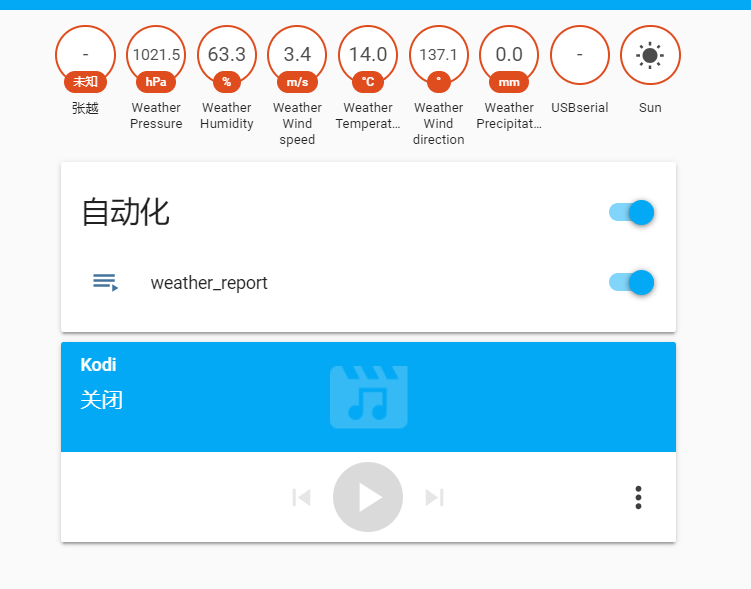 -
1021.5
63.3
3.4
14.0
137.1
0.0
-
未知
hPa
%
m/s
°C
°
mm
张越
Weather
Pressure
Weather
Humidity
Weather
Wind
speed
Weather
Temperat...
Weather
Wind
direction
Weather
Precipitat...
USBserial
Sun
自动化
weather_report
Kodi
关闭